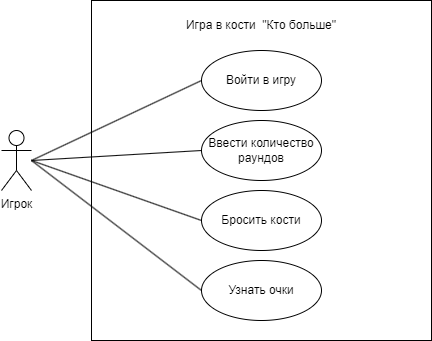 Игра в кости "Кто больше"
Войти в игру
Ввести количество
раундов
Бросить кости
Узнать очки
Игрок